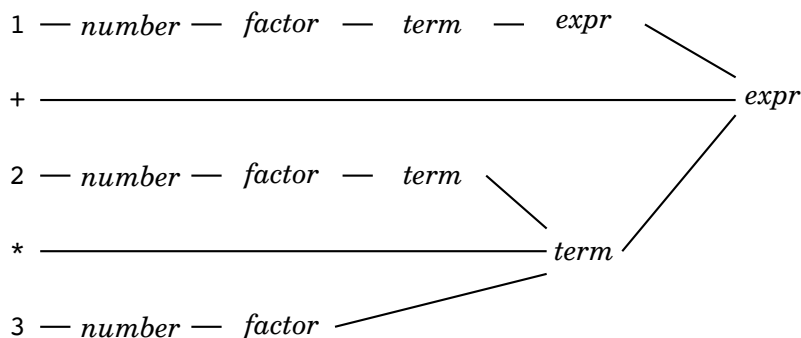 1 number factor term expr
+ expr
2 number factor term
* term
3 number factor